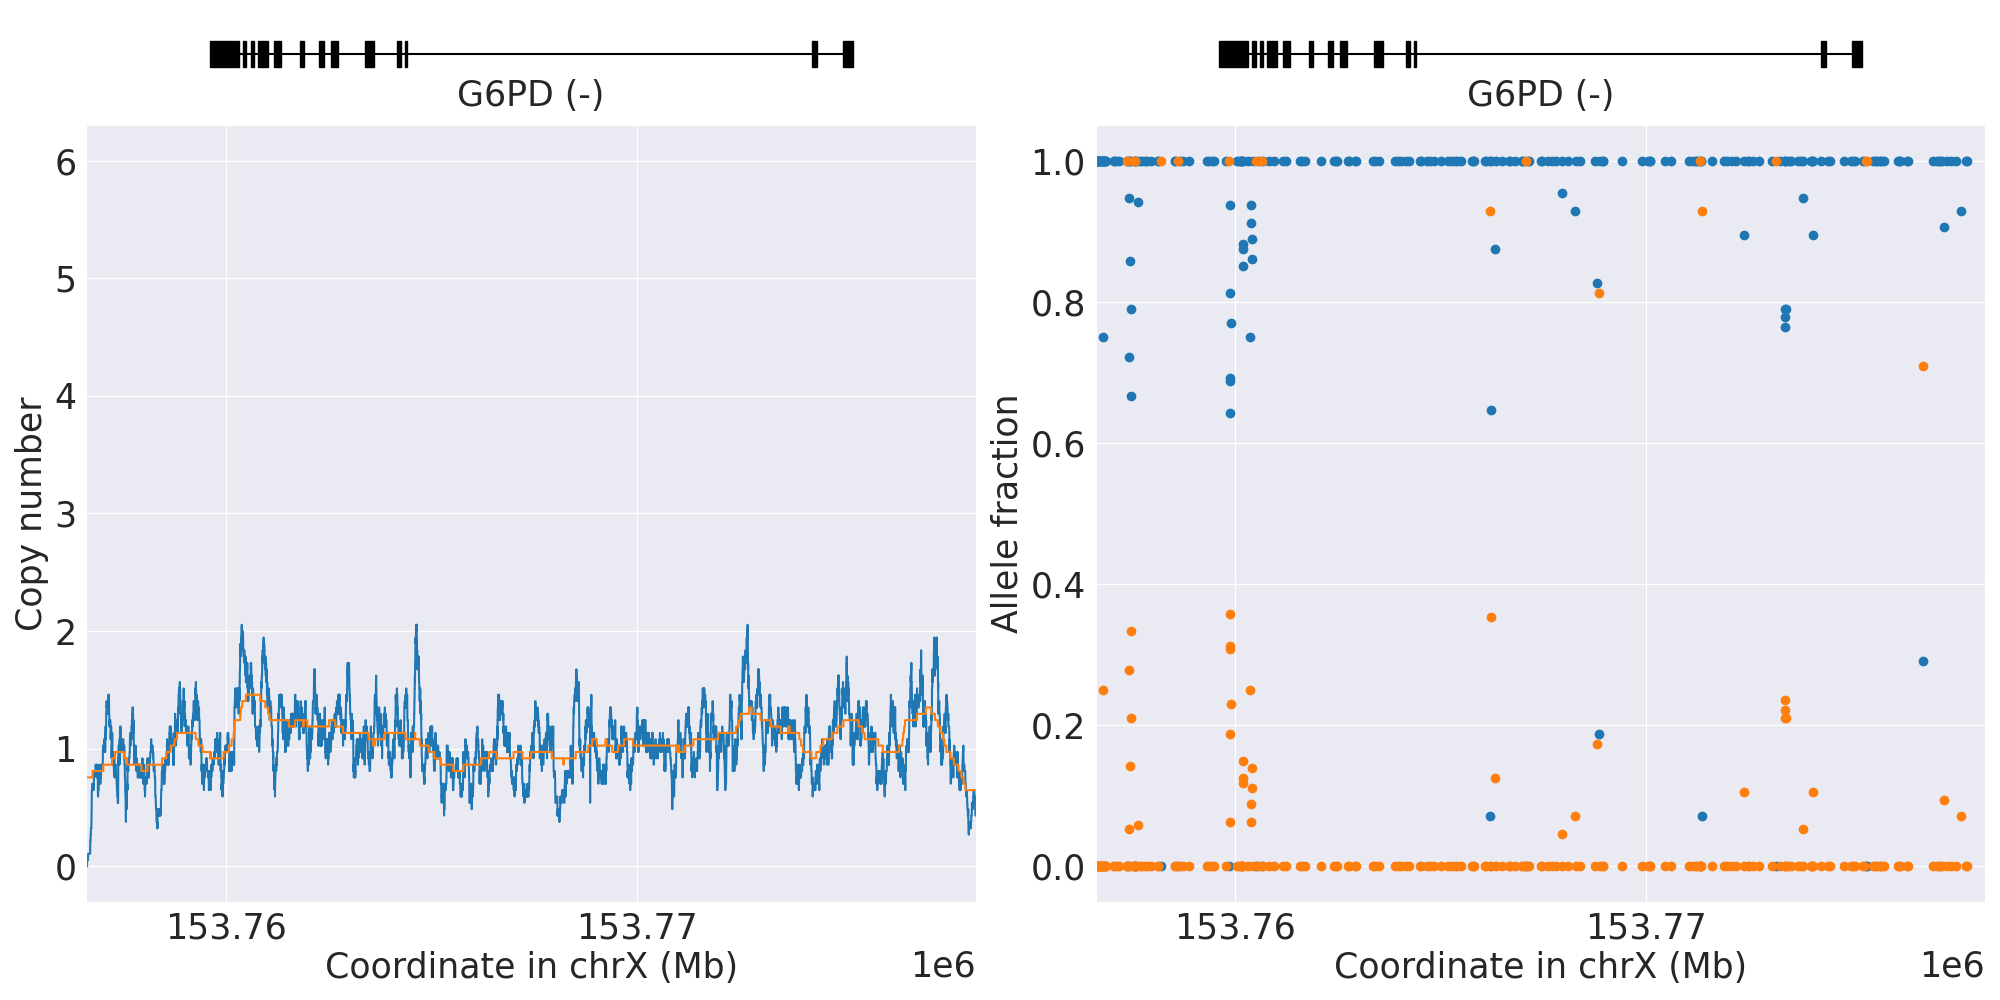 G6PD (-)
6
5
4
3
2
1
0
Copy number
153.76
153.77
Coordinate in chrX (Mb)
1e6
G6PD (-)
1.0
0.8
0.6
0.4
0.2
0.0
Allele fraction
153.76
153.77
Coordinate in chrX (Mb)
1e6